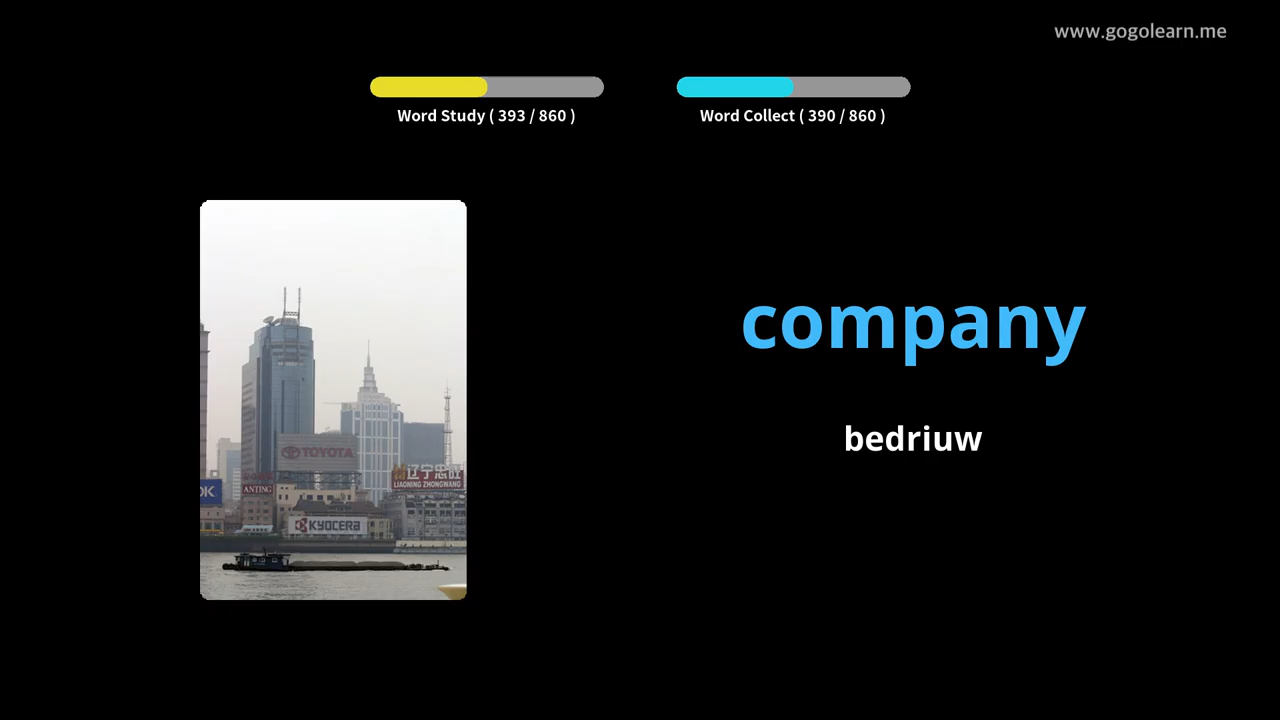 www.gogolearn.me
Word Study ( 393 / 860 )
Word Collect ( 390 / 860 )
company
bedriuw
TOYOTA
辽宁忠旺
LIAONING ZHONGWANG
OK
ANTING
KYOCERA